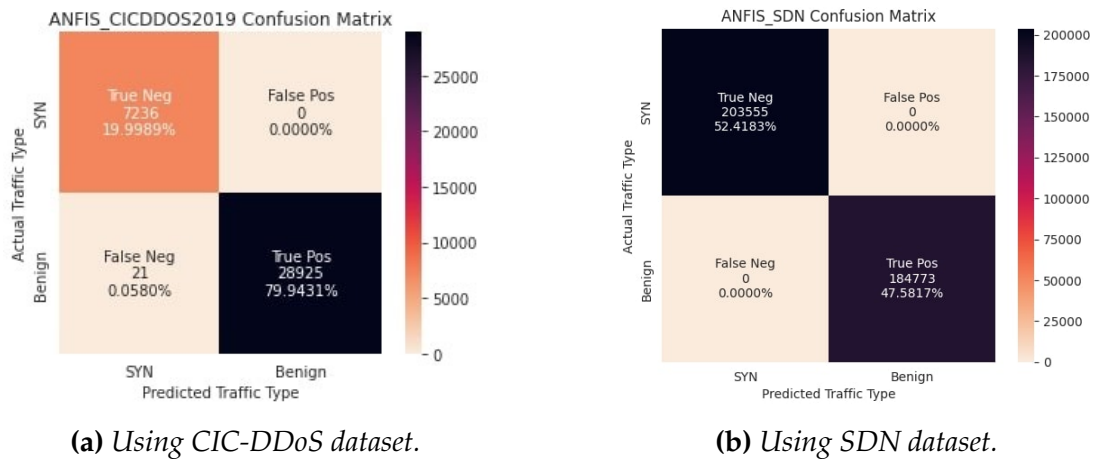 ANFIS_CICDDOS2019 Confusion Matrix
Actual Traffic Type
SYN
Benign
True Neg
7236
19.9989%
False Pos
0
0.0000%
False Neg
21
0.0580%
True Pos
28925
79.9431%
SYN
Benign
Predicted Traffic Type
25000
20000
15000
10000
5000
0
(a) Using CIC-DDoS dataset.
ANFIS_SDN Confusion Matrix
Actual Traffic Type
SYN
Benign
True Neg
203555
52.4183%
False Pos
0
0.0000%
False Neg
0
0.0000%
True Pos
184773
47.5817%
SYN
Benign
Predicted Traffic Type
200000
175000
150000
125000
100000
75000
50000
25000
0
(b) Using SDN dataset.